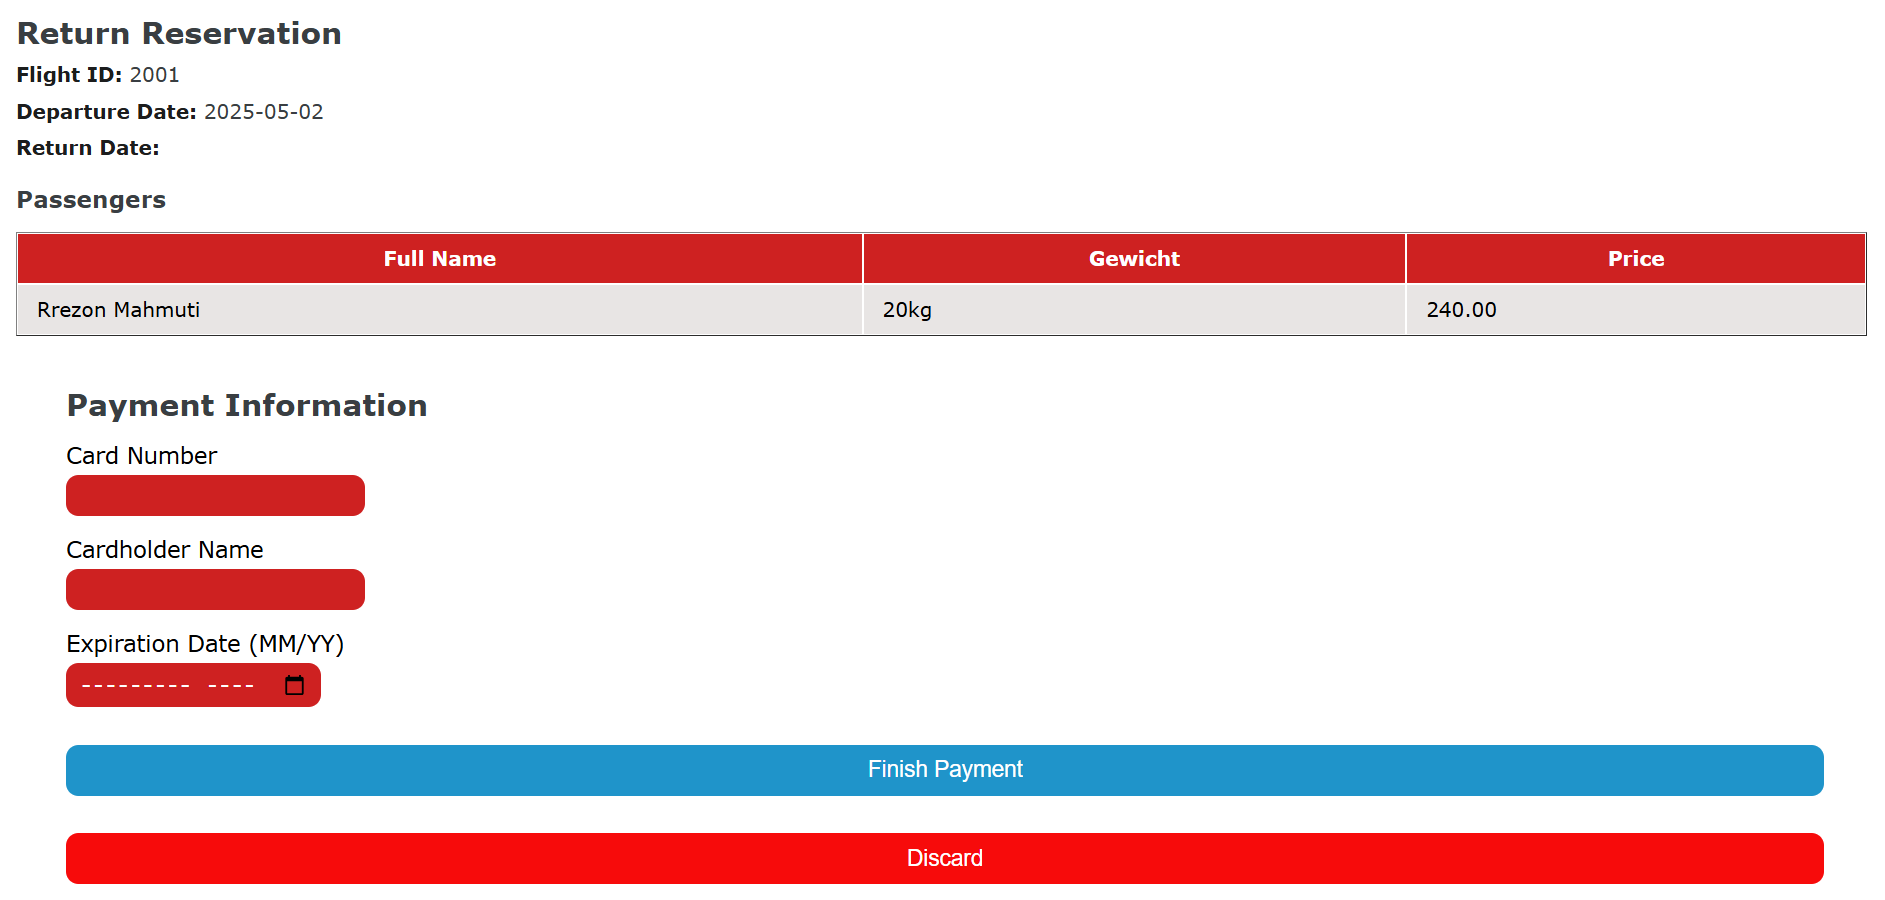 Return Reservation
Flight ID: 2001
Departure Date: 2025-05-02
Return Date:
Passengers
Full Name Gewicht Price
Rrezon Mahmuti 20kg 240.00
Payment Information
Card Number
Cardholder Name
Expiration Date (MM/YY)
--------- ----
Finish Payment
Discard